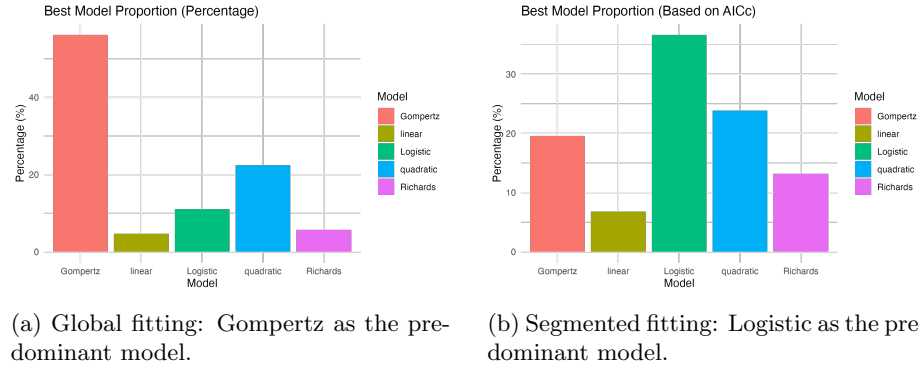 Best Model Proportion (Percentage)
Percentage (%)
40
20
0
Gompertz linear Logistic quadratic Richards
Model
Model
Gompertz
linear
Logistic
quadratic
Richards
(a) Global fitting: Gompertz as the pre-
dominant model.
Best Model Proportion (Based on AICc)
Percentage (%)
30
20
10
0
Gompertz linear Logistic quadratic Richards
Model
Model
Gompertz
linear
Logistic
quadratic
Richards
(b) Segmented fitting: Logistic as the pre
dominant model.